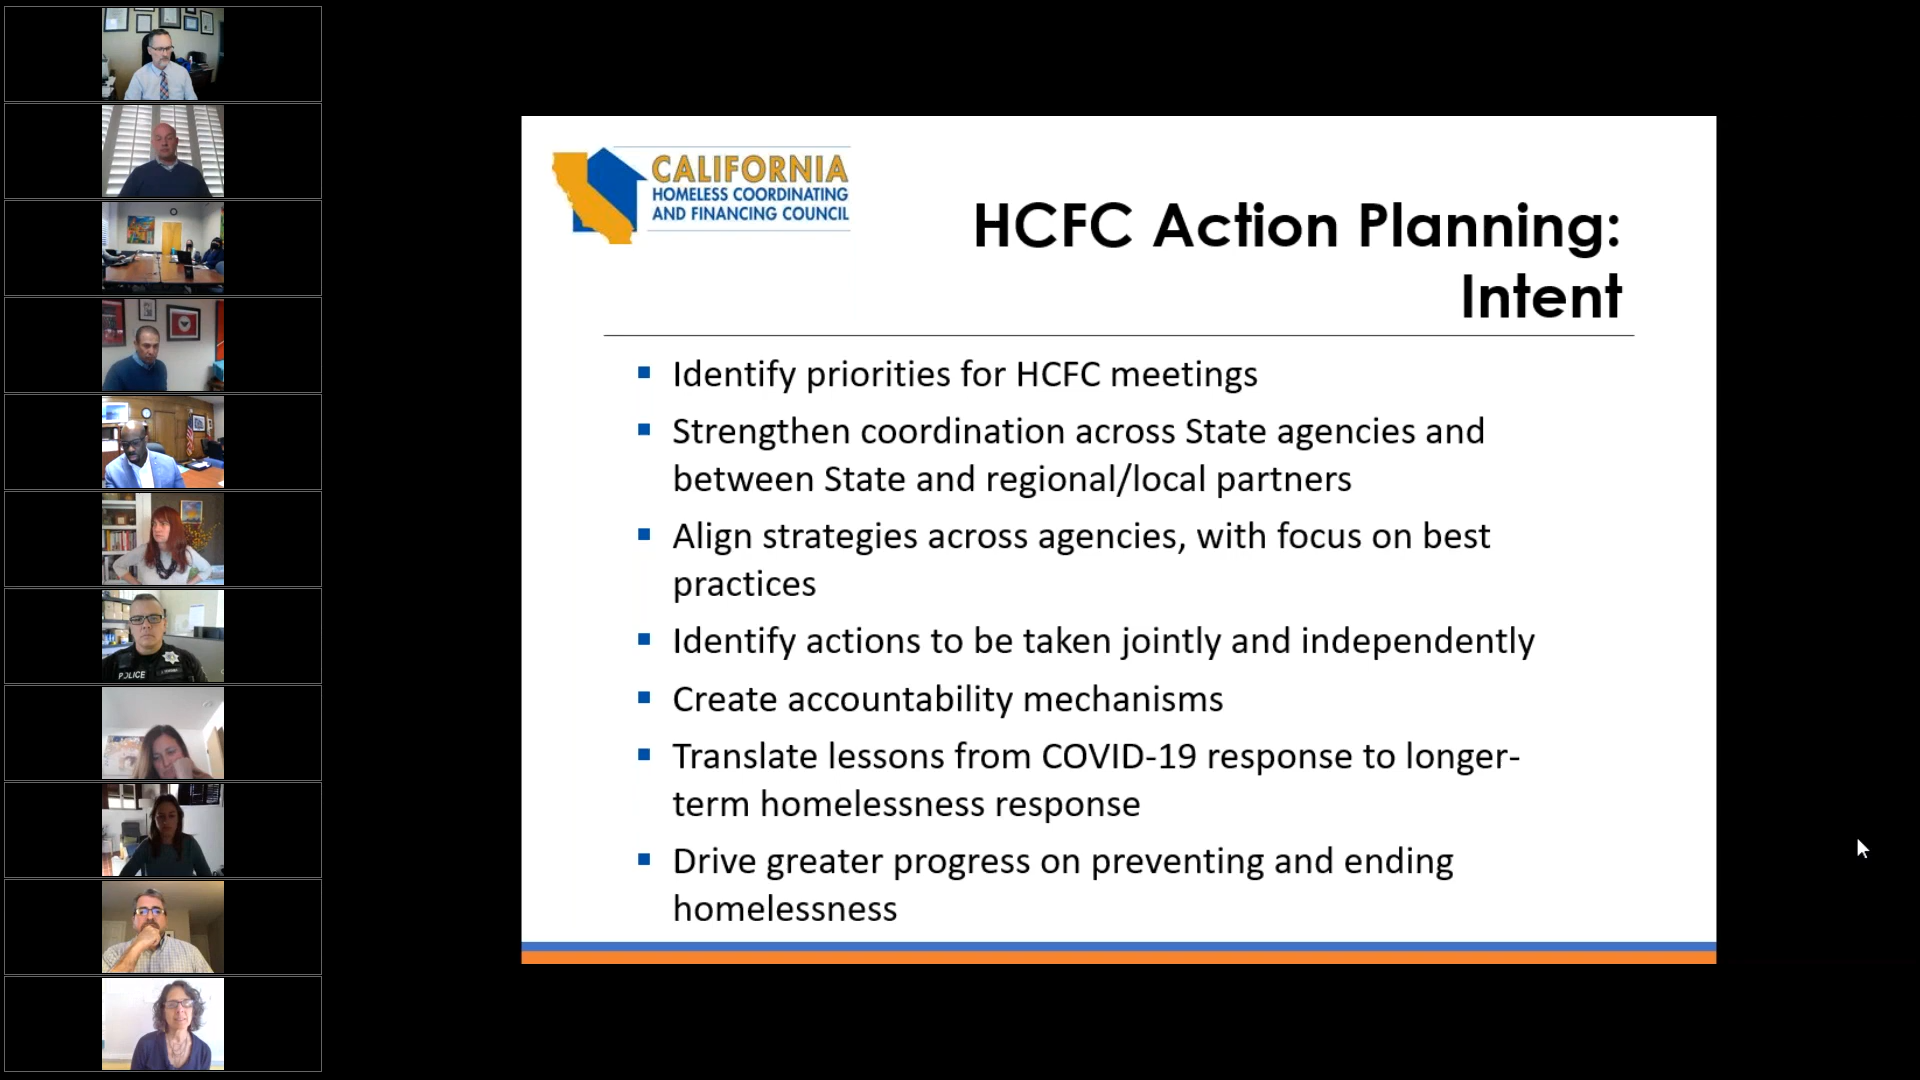 CALIFORNIA
HOMELESS COORDINATING
AND FINANCING COUNCIL
HCFC Action Planning:
Intent
Identify priorities for HCFC meetings
Strengthen coordination across State agencies and
between State and regional/local partners
Align strategies across agencies, with focus on best
practices
Identify actions to be taken jointly and independently
Create accountability mechanisms
Translate lessons from COVID-19 response to longer-
term homelessness response
Drive greater progress on preventing and ending
homelessness
POLICE